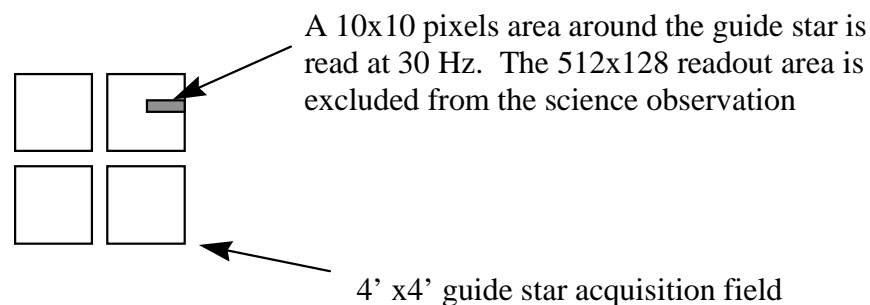 A 10x10 pixels area around the guide star is
read at 30 Hz.  The 512x128 readout area is
excluded from the science observation
4’ x4’ guide star acquisition field